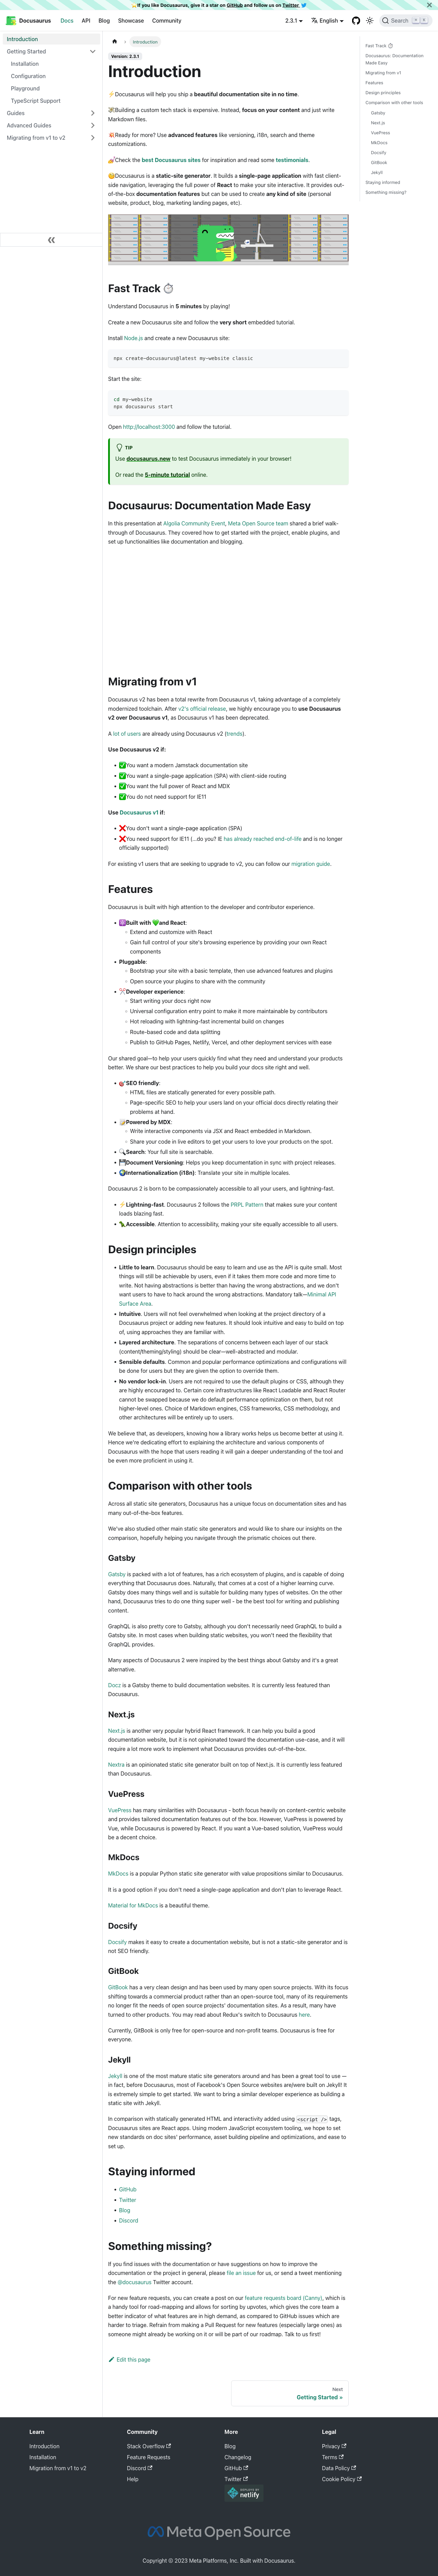 ⭐️ If you like Docusaurus, give it a star on GitHub and follow us on Twitter
Docusaurus Docs API Blog Showcase Community 2.3.1 English Search
Introduction
Getting Started
Installation
Configuration
Playground
TypeScript Support
Guides
Advanced Guides
Migrating from v1 to v2
Introduction
Version: 2.3.1
Introduction
⚡️Docusaurus will help you ship a beautiful documentation site in no time.
💸Building a custom tech stack is expensive. Instead, focus on your content and just write
Markdown files.
💥Ready for more? Use advanced features like versioning, i18n, search and theme
customizations.
💅Check the best Docusaurus sites for inspiration and read some testimonials.
🧐Docusaurus is a static-site generator. It builds a single-page application with fast client-
side navigation, leveraging the full power of React to make your site interactive. It provides out-of-
the-box documentation features but can be used to create any kind of site (personal
website, product, blog, marketing landing pages, etc).
Fast Track ⏱️
Understand Docusaurus in 5 minutes by playing!
Create a new Docusaurus site and follow the very short embedded tutorial.
Install Node.js and create a new Docusaurus site:
npx create-docusaurus@latest my-website classic
Start the site:
cd my-website
npx docusaurus start
Open http://localhost:3000 and follow the tutorial.
TIP
Use docusaurus.new to test Docusaurus immediately in your browser!
Or read the 5-minute tutorial online.
Docusaurus: Documentation Made Easy
In this presentation at Algolia Community Event, Meta Open Source team shared a brief walk-
through of Docusaurus. They covered how to get started with the project, enable plugins, and
set up functionalities like documentation and blogging.
Migrating from v1
Docusaurus v2 has been a total rewrite from Docusaurus v1, taking advantage of a completely
modernized toolchain. After v2's official release, we highly encourage you to use Docusaurus
v2 over Docusaurus v1, as Docusaurus v1 has been deprecated.
A lot of users are already using Docusaurus v2 (trends).
Use Docusaurus v2 if:
✅You want a modern Jamstack documentation site
✅You want a single-page application (SPA) with client-side routing
✅You want the full power of React and MDX
✅You do not need support for IE11
Use Docusaurus v1 if:
❌You don't want a single-page application (SPA)
❌You need support for IE11 (...do you? IE has already reached end-of-life and is no longer
officially supported)
For existing v1 users that are seeking to upgrade to v2, you can follow our migration guide.
Features
Docusaurus is built with high attention to the developer and contributor experience.
⚛️Built with 💚and React:
Extend and customize with React
Gain full control of your site's browsing experience by providing your own React
components
Pluggable:
Bootstrap your site with a basic template, then use advanced features and plugins
Open source your plugins to share with the community
✂️Developer experience:
Start writing your docs right now
Universal configuration entry point to make it more maintainable by contributors
Hot reloading with lightning-fast incremental build on changes
Route-based code and data splitting
Publish to GitHub Pages, Netlify, Vercel, and other deployment services with ease
Our shared goal—to help your users quickly find what they need and understand your products
better. We share our best practices to help you build your docs site right and well.
🎯SEO friendly:
HTML files are statically generated for every possible path.
Page-specific SEO to help your users land on your official docs directly relating their
problems at hand.
📝Powered by MDX:
Write interactive components via JSX and React embedded in Markdown.
Share your code in live editors to get your users to love your products on the spot.
🔍Search: Your full site is searchable.
💾Document Versioning: Helps you keep documentation in sync with project releases.
🌍Internationalization (i18n): Translate your site in multiple locales.
Docusaurus 2 is born to be compassionately accessible to all your users, and lightning-fast.
⚡️Lightning-fast. Docusaurus 2 follows the PRPL Pattern that makes sure your content
loads blazing fast.
🦖Accessible. Attention to accessibility, making your site equally accessible to all users.
Design principles
Little to learn. Docusaurus should be easy to learn and use as the API is quite small. Most
things will still be achievable by users, even if it takes them more code and more time to
write. Not having abstractions is better than having the wrong abstractions, and we don't
want users to have to hack around the wrong abstractions. Mandatory talk—Minimal API
Surface Area.
Intuitive. Users will not feel overwhelmed when looking at the project directory of a
Docusaurus project or adding new features. It should look intuitive and easy to build on top
of, using approaches they are familiar with.
Layered architecture. The separations of concerns between each layer of our stack
(content/theming/styling) should be clear—well-abstracted and modular.
Sensible defaults. Common and popular performance optimizations and configurations will
be done for users but they are given the option to override them.
No vendor lock-in. Users are not required to use the default plugins or CSS, although they
are highly encouraged to. Certain core infrastructures like React Loadable and React Router
cannot be swapped because we do default performance optimization on them, but not
higher-level ones. Choice of Markdown engines, CSS frameworks, CSS methodology, and
other architectures will be entirely up to users.
We believe that, as developers, knowing how a library works helps us become better at using it.
Hence we're dedicating effort to explaining the architecture and various components of
Docusaurus with the hope that users reading it will gain a deeper understanding of the tool and
be even more proficient in using it.
Comparison with other tools
Across all static site generators, Docusaurus has a unique focus on documentation sites and has
many out-of-the-box features.
We've also studied other main static site generators and would like to share our insights on the
comparison, hopefully helping you navigate through the prismatic choices out there.
Gatsby
Gatsby is packed with a lot of features, has a rich ecosystem of plugins, and is capable of doing
everything that Docusaurus does. Naturally, that comes at a cost of a higher learning curve.
Gatsby does many things well and is suitable for building many types of websites. On the other
hand, Docusaurus tries to do one thing super well - be the best tool for writing and publishing
content.
GraphQL is also pretty core to Gatsby, although you don't necessarily need GraphQL to build a
Gatsby site. In most cases when building static websites, you won't need the flexibility that
GraphQL provides.
Many aspects of Docusaurus 2 were inspired by the best things about Gatsby and it's a great
alternative.
Docz is a Gatsby theme to build documentation websites. It is currently less featured than
Docusaurus.
Next.js
Next.js is another very popular hybrid React framework. It can help you build a good
documentation website, but it is not opinionated toward the documentation use-case, and it will
require a lot more work to implement what Docusaurus provides out-of-the-box.
Nextra is an opinionated static site generator built on top of Next.js. It is currently less featured
than Docusaurus.
VuePress
VuePress has many similarities with Docusaurus - both focus heavily on content-centric website
and provides tailored documentation features out of the box. However, VuePress is powered by
Vue, while Docusaurus is powered by React. If you want a Vue-based solution, VuePress would
be a decent choice.
MkDocs
MkDocs is a popular Python static site generator with value propositions similar to Docusaurus.
It is a good option if you don't need a single-page application and don't plan to leverage React.
Material for MkDocs is a beautiful theme.
Docsify
Docsify makes it easy to create a documentation website, but is not a static-site generator and is
not SEO friendly.
GitBook
GitBook has a very clean design and has been used by many open source projects. With its focus
shifting towards a commercial product rather than an open-source tool, many of its requirements
no longer fit the needs of open source projects' documentation sites. As a result, many have
turned to other products. You may read about Redux's switch to Docusaurus here.
Currently, GitBook is only free for open-source and non-profit teams. Docusaurus is free for
everyone.
Jekyll
Jekyll is one of the most mature static site generators around and has been a great tool to use —
in fact, before Docusaurus, most of Facebook's Open Source websites are/were built on Jekyll! It
is extremely simple to get started. We want to bring a similar developer experience as building a
static site with Jekyll.
In comparison with statically generated HTML and interactivity added using <script /> tags,
Docusaurus sites are React apps. Using modern JavaScript ecosystem tooling, we hope to set
new standards on doc sites' performance, asset building pipeline and optimizations, and ease to
set up.
Staying informed
GitHub
Twitter
Blog
Discord
Something missing?
If you find issues with the documentation or have suggestions on how to improve the
documentation or the project in general, please file an issue for us, or send a tweet mentioning
the @docusaurus Twitter account.
For new feature requests, you can create a post on our feature requests board (Canny), which is
a handy tool for road-mapping and allows for sorting by upvotes, which gives the core team a
better indicator of what features are in high demand, as compared to GitHub issues which are
harder to triage. Refrain from making a Pull Request for new features (especially large ones) as
someone might already be working on it or will be part of our roadmap. Talk to us first!
Edit this page
Next
Getting Started »
Fast Track ⏱️
Docusaurus: Documentation
Made Easy
Migrating from v1
Features
Design principles
Comparison with other tools
Gatsby
Next.js
VuePress
MkDocs
Docsify
GitBook
Jekyll
Staying informed
Something missing?
Learn
Introduction
Installation
Migration from v1 to v2
Community
Stack Overflow
Feature Requests
Discord
Help
More
Blog
Changelog
GitHub
Twitter
netlify
Legal
Privacy
Terms
Data Policy
Cookie Policy
Meta Open Source
Copyright © 2023 Meta Platforms, Inc. Built with Docusaurus.